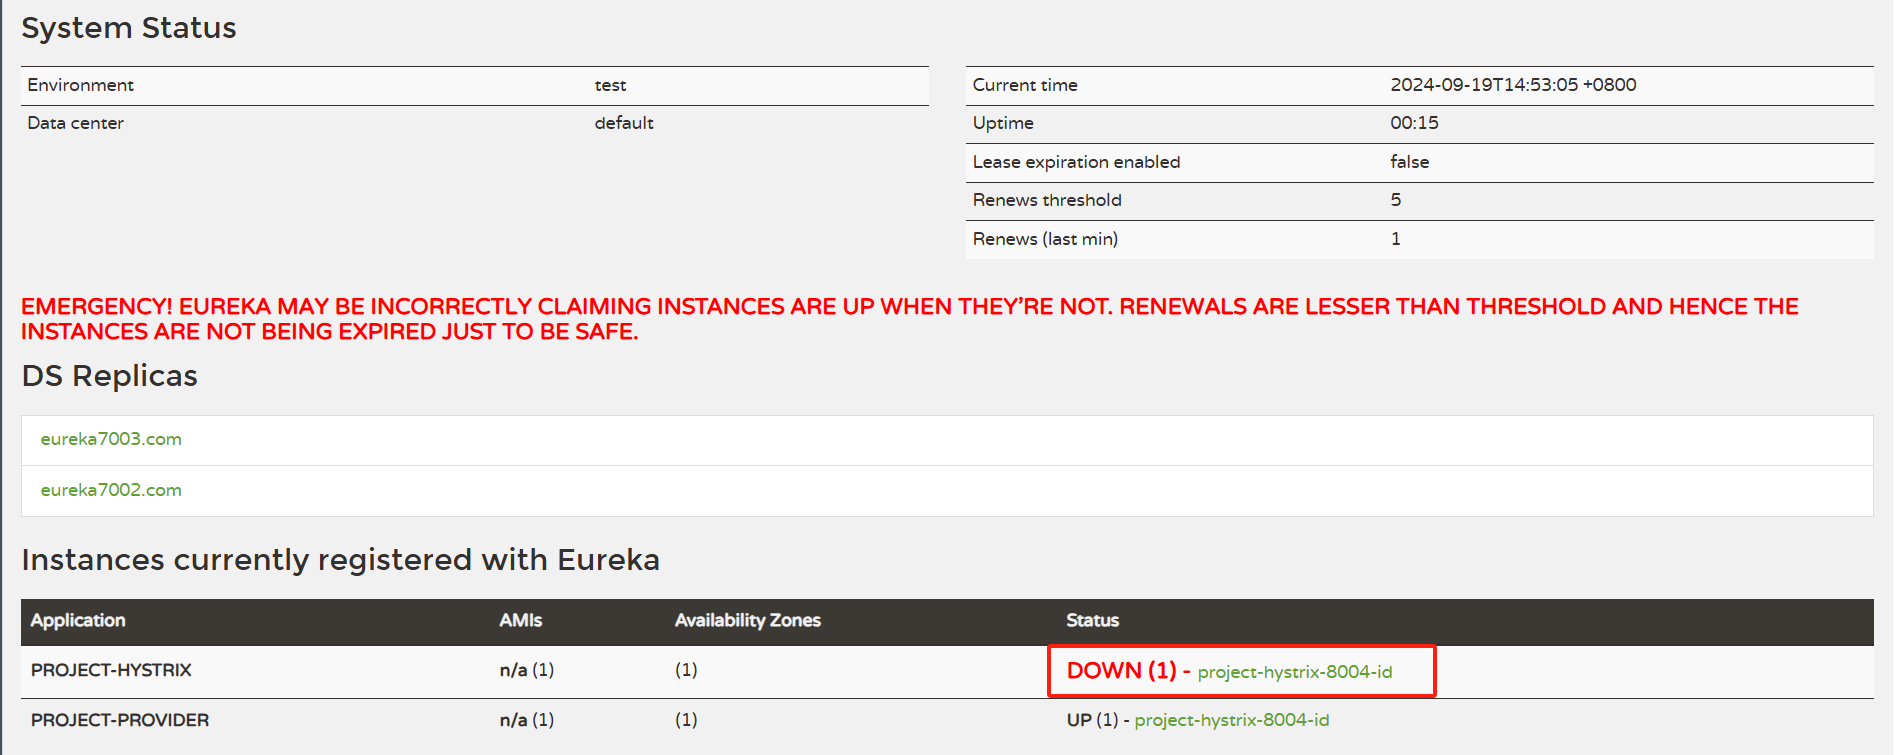 System Status
Environment test
Data center default
Current time 2024-09-19T14:53:05 +0800
Uptime 00:15
Lease expiration enabled false
Renews threshold 5
Renews (last min) 1
EMERGENCY! EUREKA MAY BE INCORRECTLY CLAIMING INSTANCES ARE UP WHEN THEY'RE NOT. RENEWALS ARE LESSER THAN THRESHOLD AND HENCE THE
INSTANCES ARE NOT BEING EXPIRED JUST TO BE SAFE.
DS Replicas
eureka7003.com
eureka7002.com
Instances currently registered with Eureka
Application AMIs Availability Zones Status
PROJECT-HYSTRIX n/a (1) (1) DOWN (1) - project-hystrix-8004-id
PROJECT-PROVIDER n/a (1) (1) UP (1) - project-hystrix-8004-id